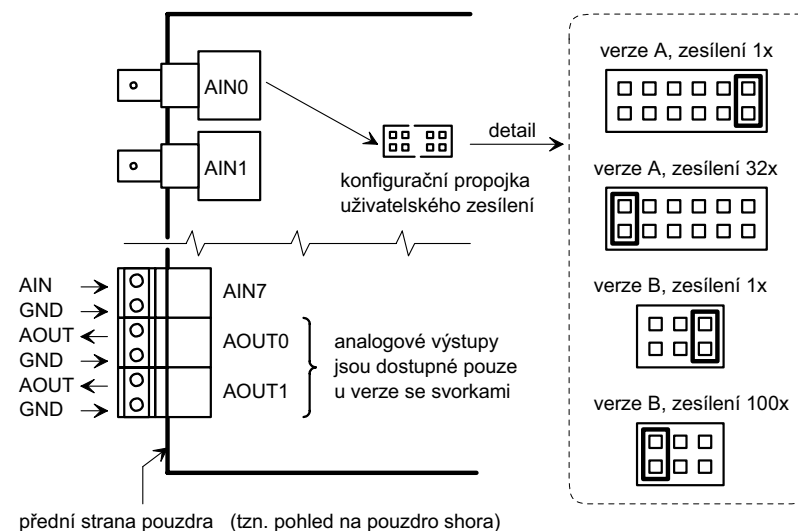 AIN0
AIN1
detail
konfigurační propojka
uživatelského zesílení
AIN
GND
AOUT
GND
AOUT
GND
AIN7
AOUT0
AOUT1
analogové výstupy
jsou dostupné pouze
u verze se svorkami
přední strana pouzdra (tzn. pohled na pouzdro shora)
verze A, zesílení 1x
verze A, zesílení 32x
verze B, zesílení 1x
verze B, zesílení 100x